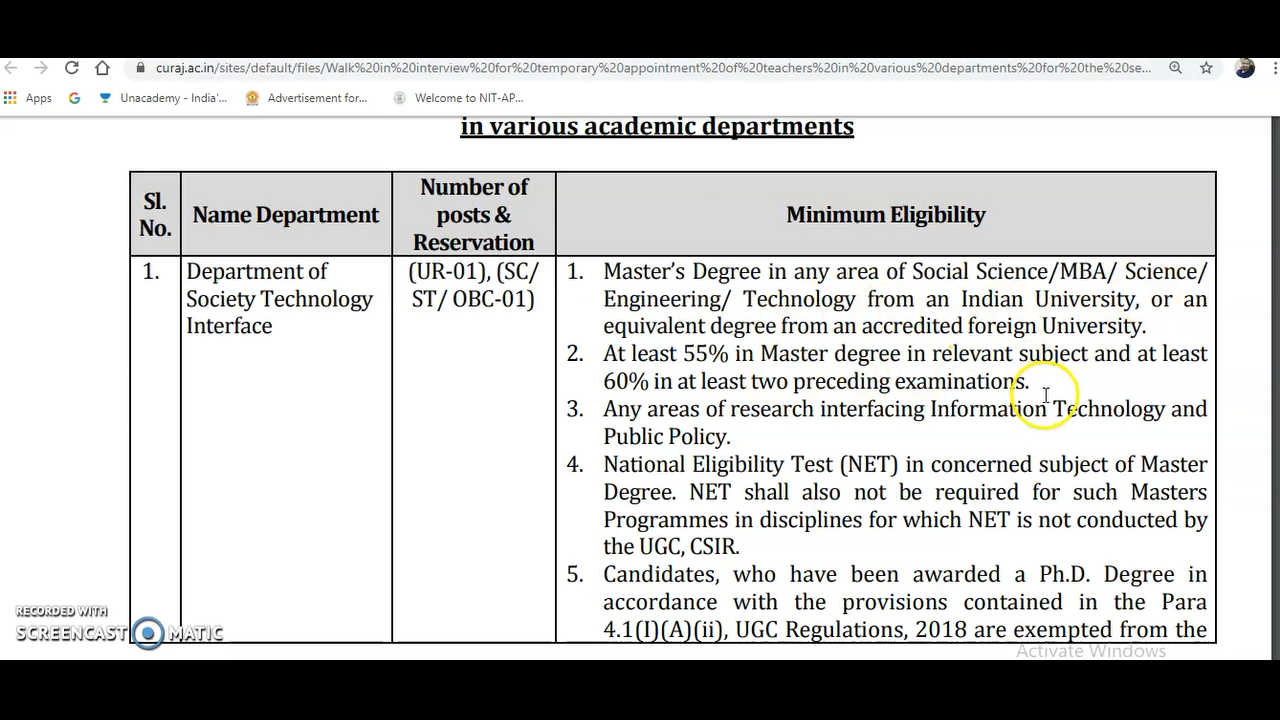 curaj.ac.in/sites/default/files/Walk%20in%20interview%20for%20temporary%20appointment%20of%20teachers%20in%20various%20departments%20for%20the%20se...
Apps
Unacademy - India'...
Advertisement for...
Welcome to NIT-AP...
in various academic departments
Sl. No.
Name Department
Number of posts & Reservation
Minimum Eligibility
1.
Department of
Society Technology
Interface
(UR-01), (SC/
ST/ OBC-01)
1. Master's Degree in any area of Social Science/MBA/ Science/
Engineering/ Technology from an Indian University, or an
equivalent degree from an accredited foreign University.
2. At least 55% in Master degree in relevant subject and at least
60% in at least two preceding examinations.
3. Any areas of research interfacing Information Technology and
Public Policy.
4. National Eligibility Test (NET) in concerned subject of Master
Degree. NET shall also not be required for such Masters
Programmes in disciplines for which NET is not conducted by
the UGC, CSIR.
5. Candidates, who have been awarded a Ph.D. Degree in
accordance with the provisions contained in the Para
4.1(I)(A)(ii), UGC Regulations, 2018 are exempted from the
RECORDED WITH
SCREENCAST MATIC
Activate Windows